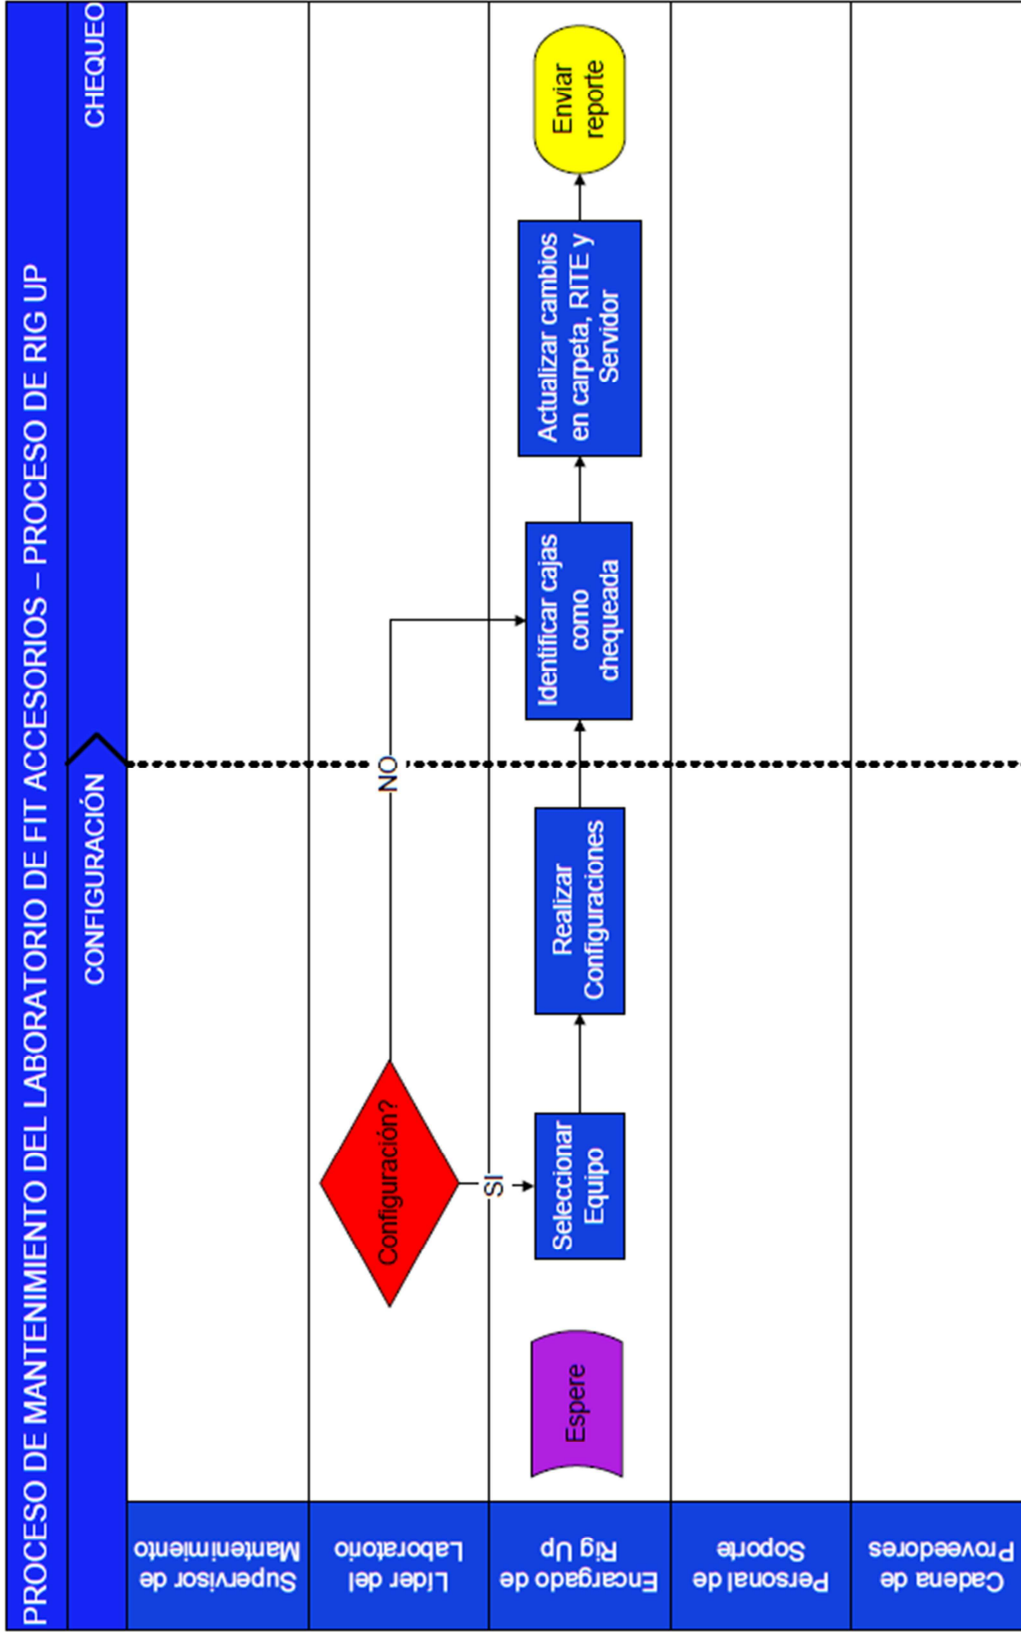 PROCESO DE MANTENIMIENTO DEL LABORATORIO DE FIT ACCESORIOS – PROCESO DE RIG UP
CONFIGURACIÓN
CHEQUEO
Supervisor de
Mantenimiento
Líder del
Laboratorio
Configuración?
NO
SI
Encargado de
Rig Up
Espere
Seleccionar
Equipo
Realizar
Configuraciones
Identificar cajas
como
chequeada
Actualizar cambios
en carpeta, RITE y
Servidor
Enviar
reporte
Personal de
Soporte
Cadena de
Proveedores